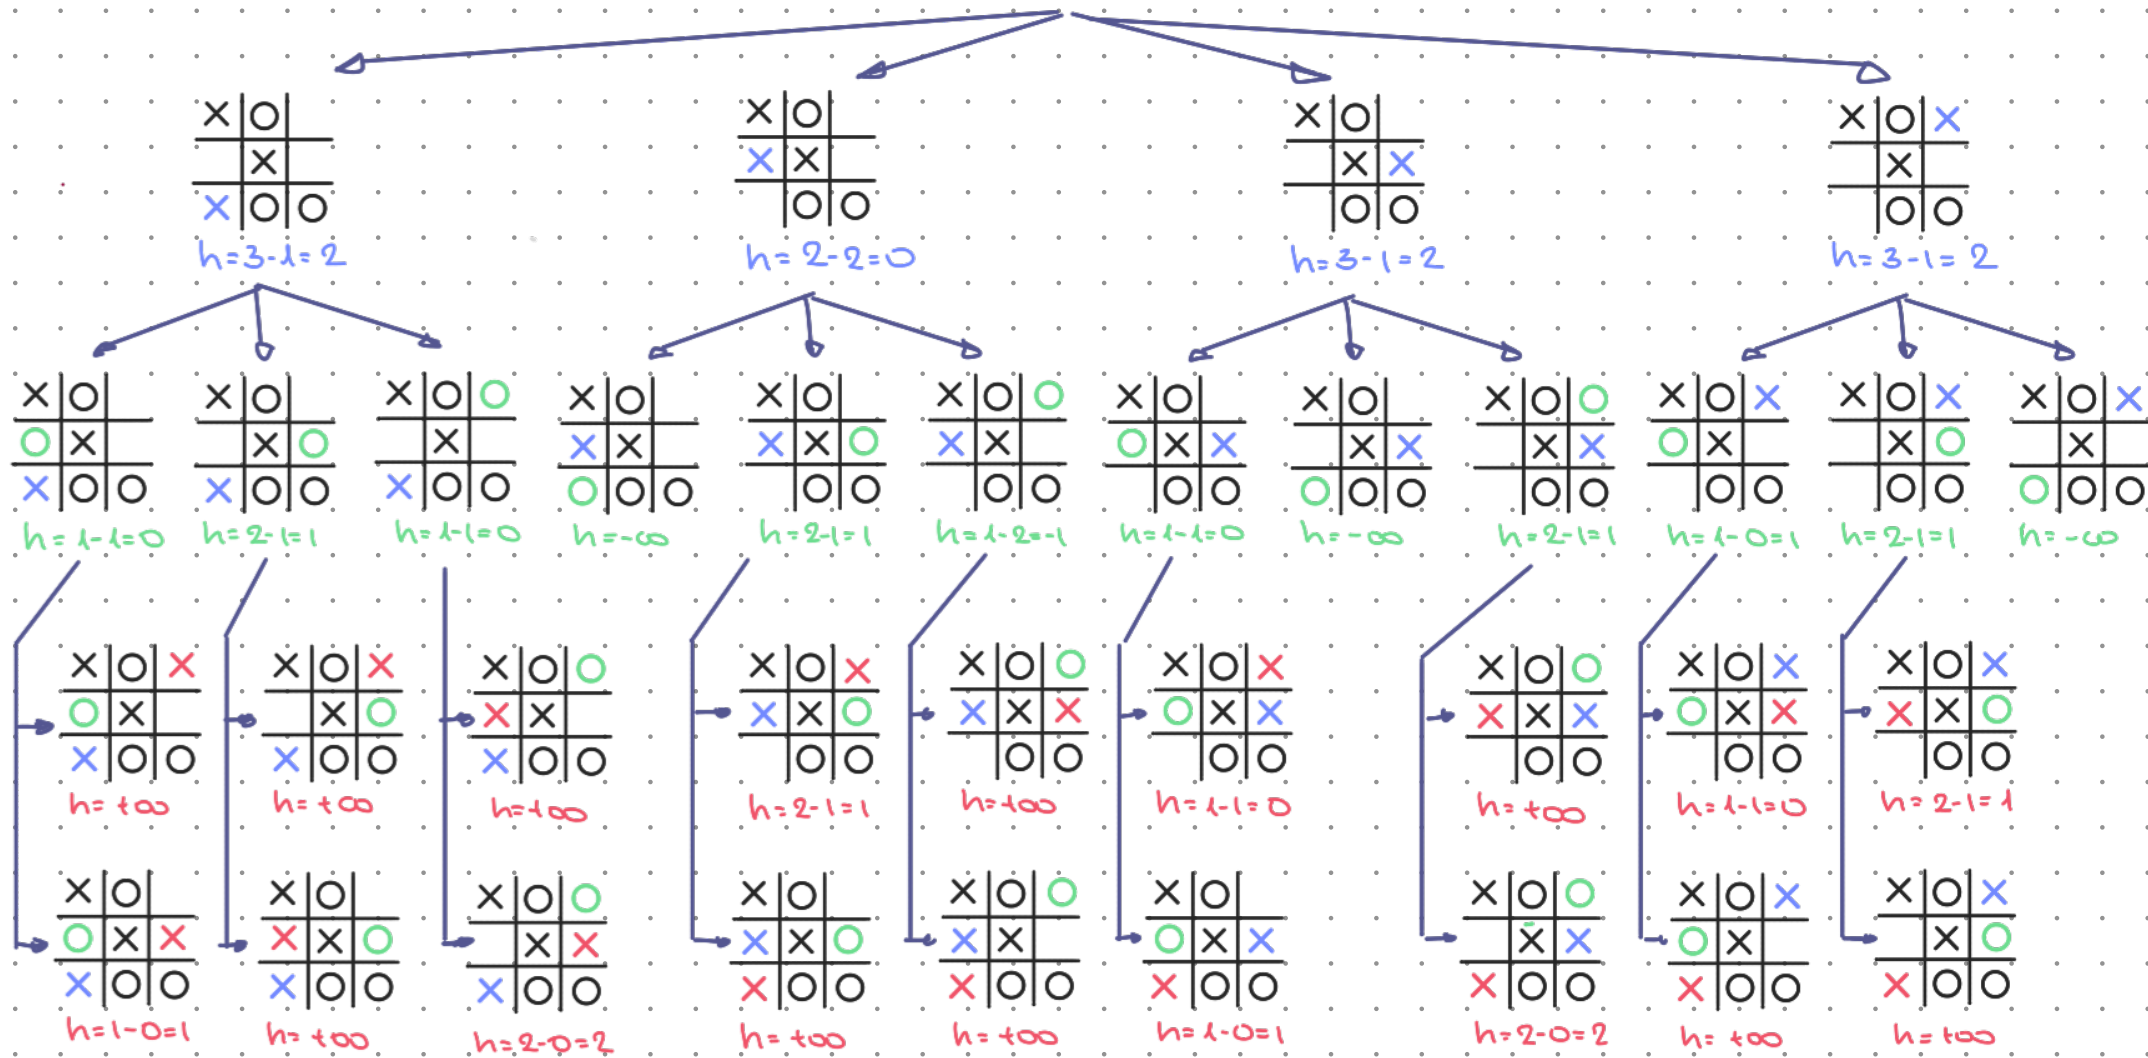 X O
X
X O O
h=3-1=2
X O
X X
O O
h=2-2=0
X O
X X
O O
h=3-1=2
X O X
X
O O
h=3-1=2
X O
O X
X O O
h=1-1=0
X O
X O
X O O
h=2-1=1
X O O
X
X O O
h=1-1=0
X O
X X
O O O
h=-∞
X O
X X O
O O
h=2-1=1
X O O
X X
O O
h=1-2=-1
X O
O X X
O O
h=1-1=0
X O
X X
O O O
h=-∞
X O O
X X
O O
h=2-1=1
X O X
O X
O O
h=1-0=1
X O X
X O
O O
h=2-1=1
X O X
X
O O O
h=-∞
X O X
O X
X O O
h=+∞
X O X
X O
X O O
h=+∞
X O O
X X
X O O
h=+∞
X O X
X X O
O O
h=2-1=1
X O O
X X X
O O
h=+∞
X O X
O X X
O O
h=1-1=0
X O O
X X X
O O
h=+∞
X O X
O X X
O O
h=1-1=0
X O X
X X O
O O
h=2-1=1
X O
O X X
X O O
h=1-0=1
X O
X X O
X O O
h=+∞
X O O
X X
X O O
h=2-0=2
X O
X X O
X O O
h=+∞
X O O
X X
X O O
h=+∞
X O
O X X
X O O
h=1-0=1
X O O
X X
X O O
h=2-0=2
X O X
O X
X O O
h=+∞
X O X
X O
X O O
h=+∞